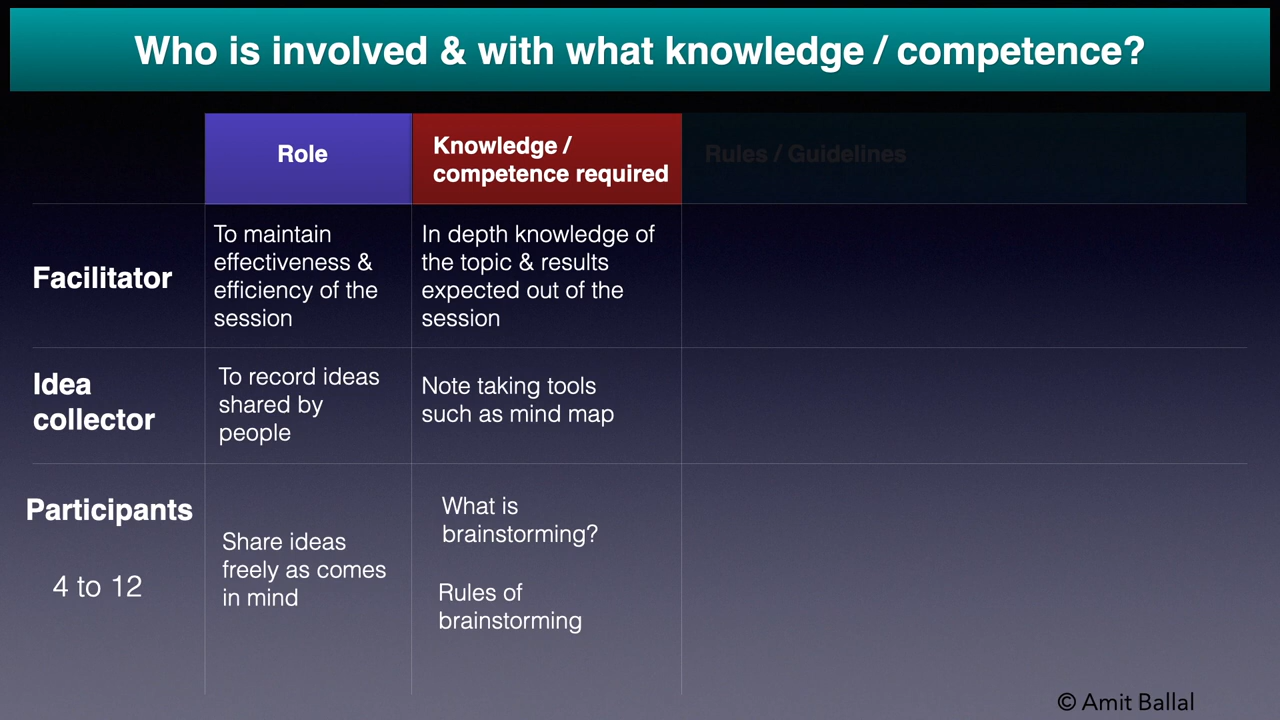 Who is involved & with what knowledge / competence?
Role
Knowledge /
competence required
Rules / Guidelines
Facilitator
To maintain
effectiveness &
efficiency of the
session
In depth knowledge of
the topic & results
expected out of the
session
Idea
collector
To record ideas
shared by
people
Note taking tools
such as mind map
Participants
4 to 12
Share ideas
freely as comes
in mind
What is
brainstorming?
Rules of
brainstorming
© Amit Ballal